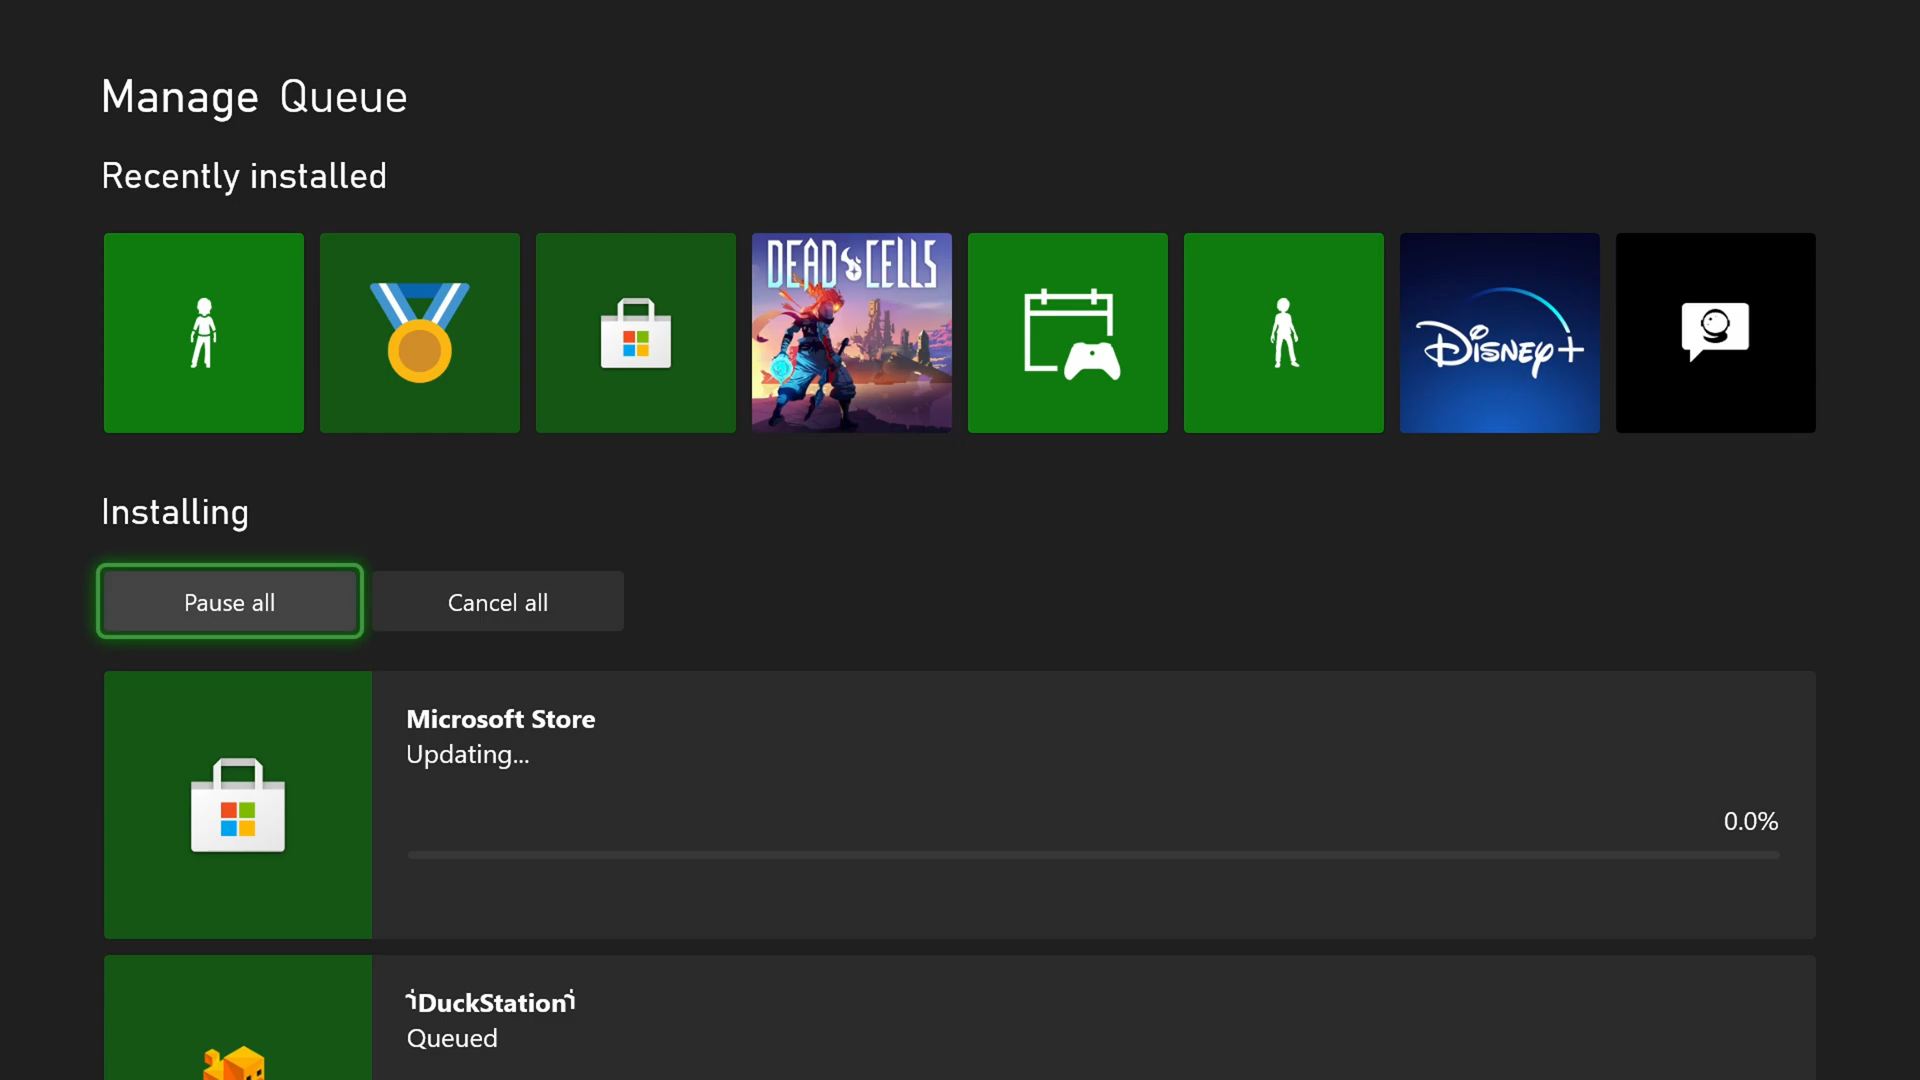 Manage Queue
Recently installed
DEAD CELLS
Disney+
Installing
Pause all
Cancel all
Microsoft Store
Updating...
0.0%
DuckStation
Queued